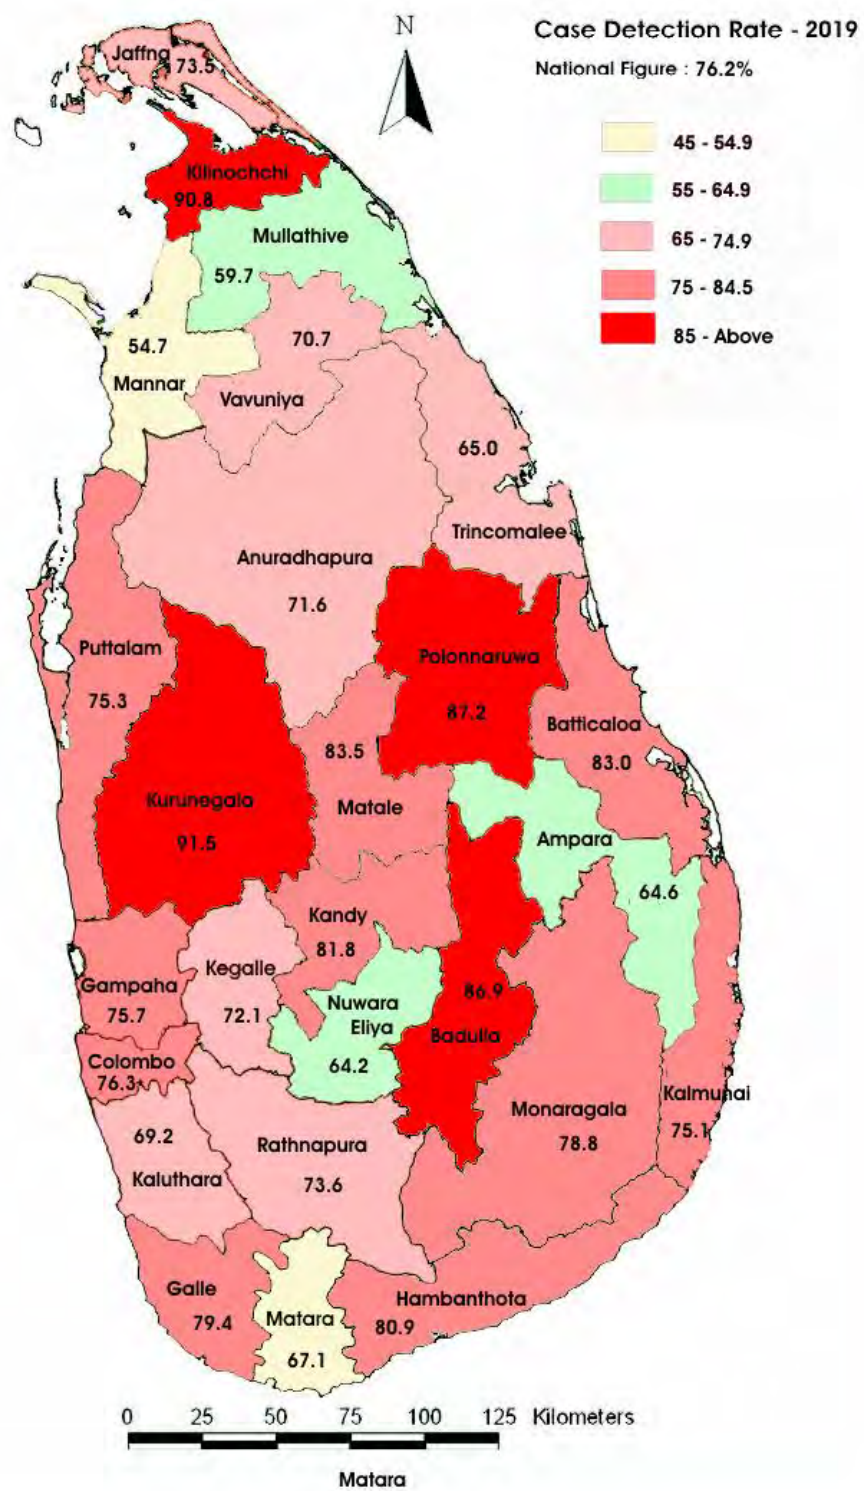 N
Case Detection Rate - 2019
National Figure : 76.2%
45 - 54.9
55 - 64.9
65 - 74.9
75 - 84.5
85 - Above
Jaffna
73.5
Kilinochchi
90.8
Mullathive
59.7
54.7
Mannar
70.7
Vavuniya
65.0
Trincomalee
Anuradhapura
71.6
Puttalam
75.3
Polonnaruwa
87.2
Batticaloa
83.0
Kurunegala
91.5
83.5
Matale
Ampara
64.6
Kandy
81.8
Kegalle
72.1
Gampaha
75.7
Nuwara
Eliya
64.2
86.9
Badulla
Colombo
76.3
Monaragala
78.8
Kalmunai
75.1
69.2
Kaluthara
Rathnapura
73.6
Galle
79.4
Matara
67.1
Hambanthota
80.9
0 25 50 75 100 125 Kilometers
Matara